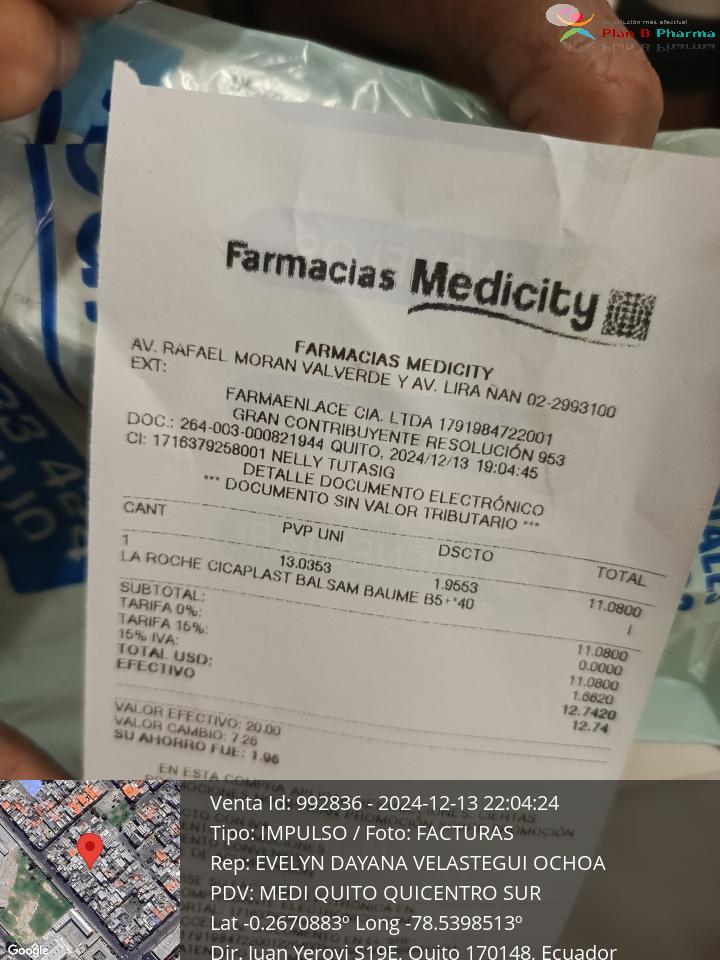 Tu solución más efectiva!
Plan B Pharma
Farmacias Medicity
FARMACIAS MEDICITY
AV. RAFAEL MORAN VALVERDE Y AV. LIRA ÑAN 02-2993100
EXT:
FARMAENLACE CIA. LTDA 1791984722001
GRAN CONTRIBUYENTE RESOLUCIÓN 953
DOC.: 264-003-000821944 QUITO, 2024/12/13 19:04:45
CI: 1716379258001 NELLY TUTASIG
DETALLE DOCUMENTO ELECTRÓNICO
*** DOCUMENTO SIN VALOR TRIBUTARIO ***
CANT PVP UNI DSCTO TOTAL
1 13.0353 1.9553 11.0800
LA ROCHE CICAPLAST BALSAM BAUME B5+*40 I
SUBTOTAL: 11.0800
TARIFA 0%: 0.0000
TARIFA 15%: 11.0800
15% IVA: 1.6620
TOTAL USD: 12.7420
EFECTIVO 12.74
VALOR EFECTIVO: 20.00
VALOR CAMBIO: 7.26
SU AHORRO FUE: 1.96
EN ESTA COMPRA
Venta Id: 992836 - 2024-12-13 22:04:24
Tipo: IMPULSO / Foto: FACTURAS
Rep: EVELYN DAYANA VELASTEGUI OCHOA
PDV: MEDI QUITO QUICENTRO SUR
Lat -0.2670883º Long -78.5398513º
Dir. Juan Yerovi S19E, Quito 170148, Ecuador
Google